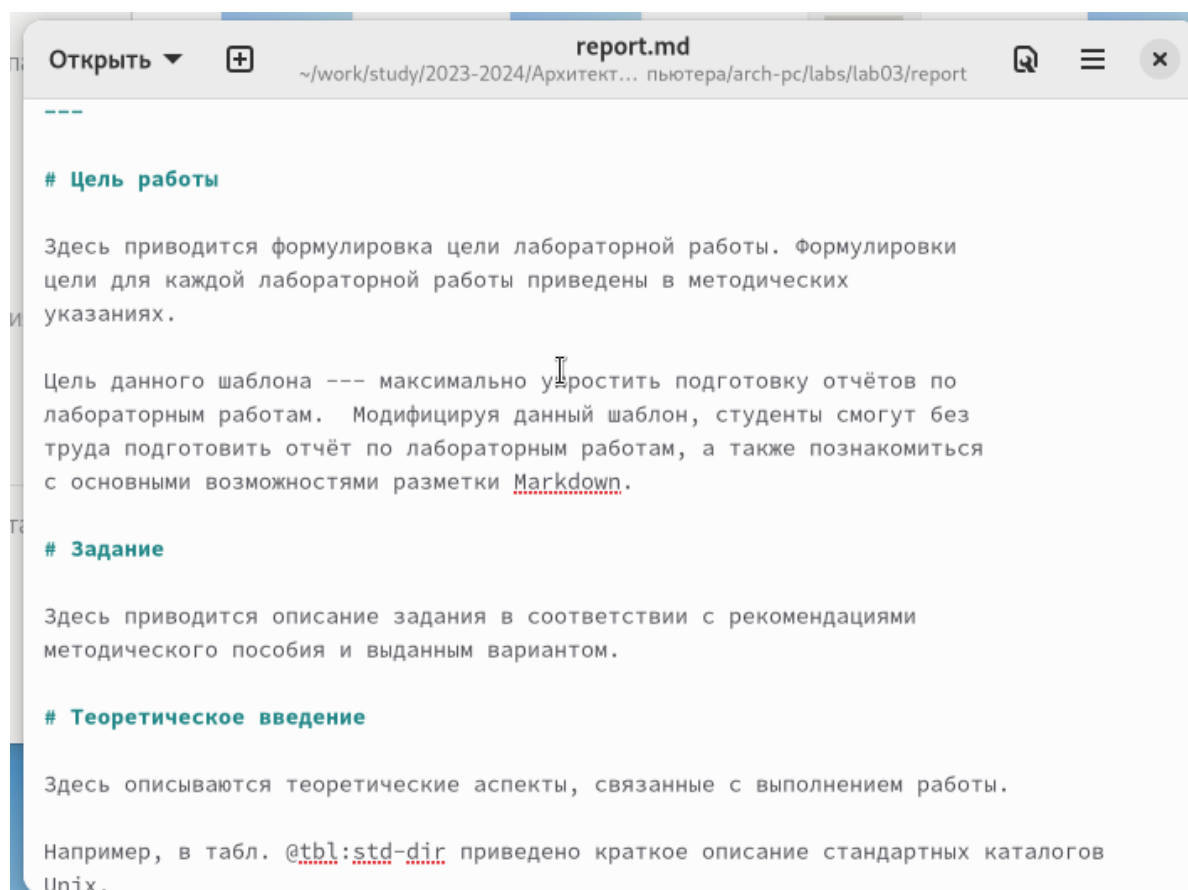 Открыть
report.md
~/work/study/2023-2024/Архитект… пьютера/arch-pc/labs/lab03/report
---
# Цель работы
Здесь приводится формулировка цели лабораторной работы. Формулировки
цели для каждой лабораторной работы приведены в методических
указаниях.
Цель данного шаблона --- максимально упростить подготовку отчётов по
лабораторным работам.  Модифицируя данный шаблон, студенты смогут без
труда подготовить отчёт по лабораторным работам, а также познакомиться
с основными возможностями разметки Markdown.
# Задание
Здесь приводится описание задания в соответствии с рекомендациями
методического пособия и выданным вариантом.
# Теоретическое введение
Здесь описываются теоретические аспекты, связанные с выполнением работы.
Например, в табл. @tbl:std-dir приведено краткое описание стандартных каталогов
Unix.